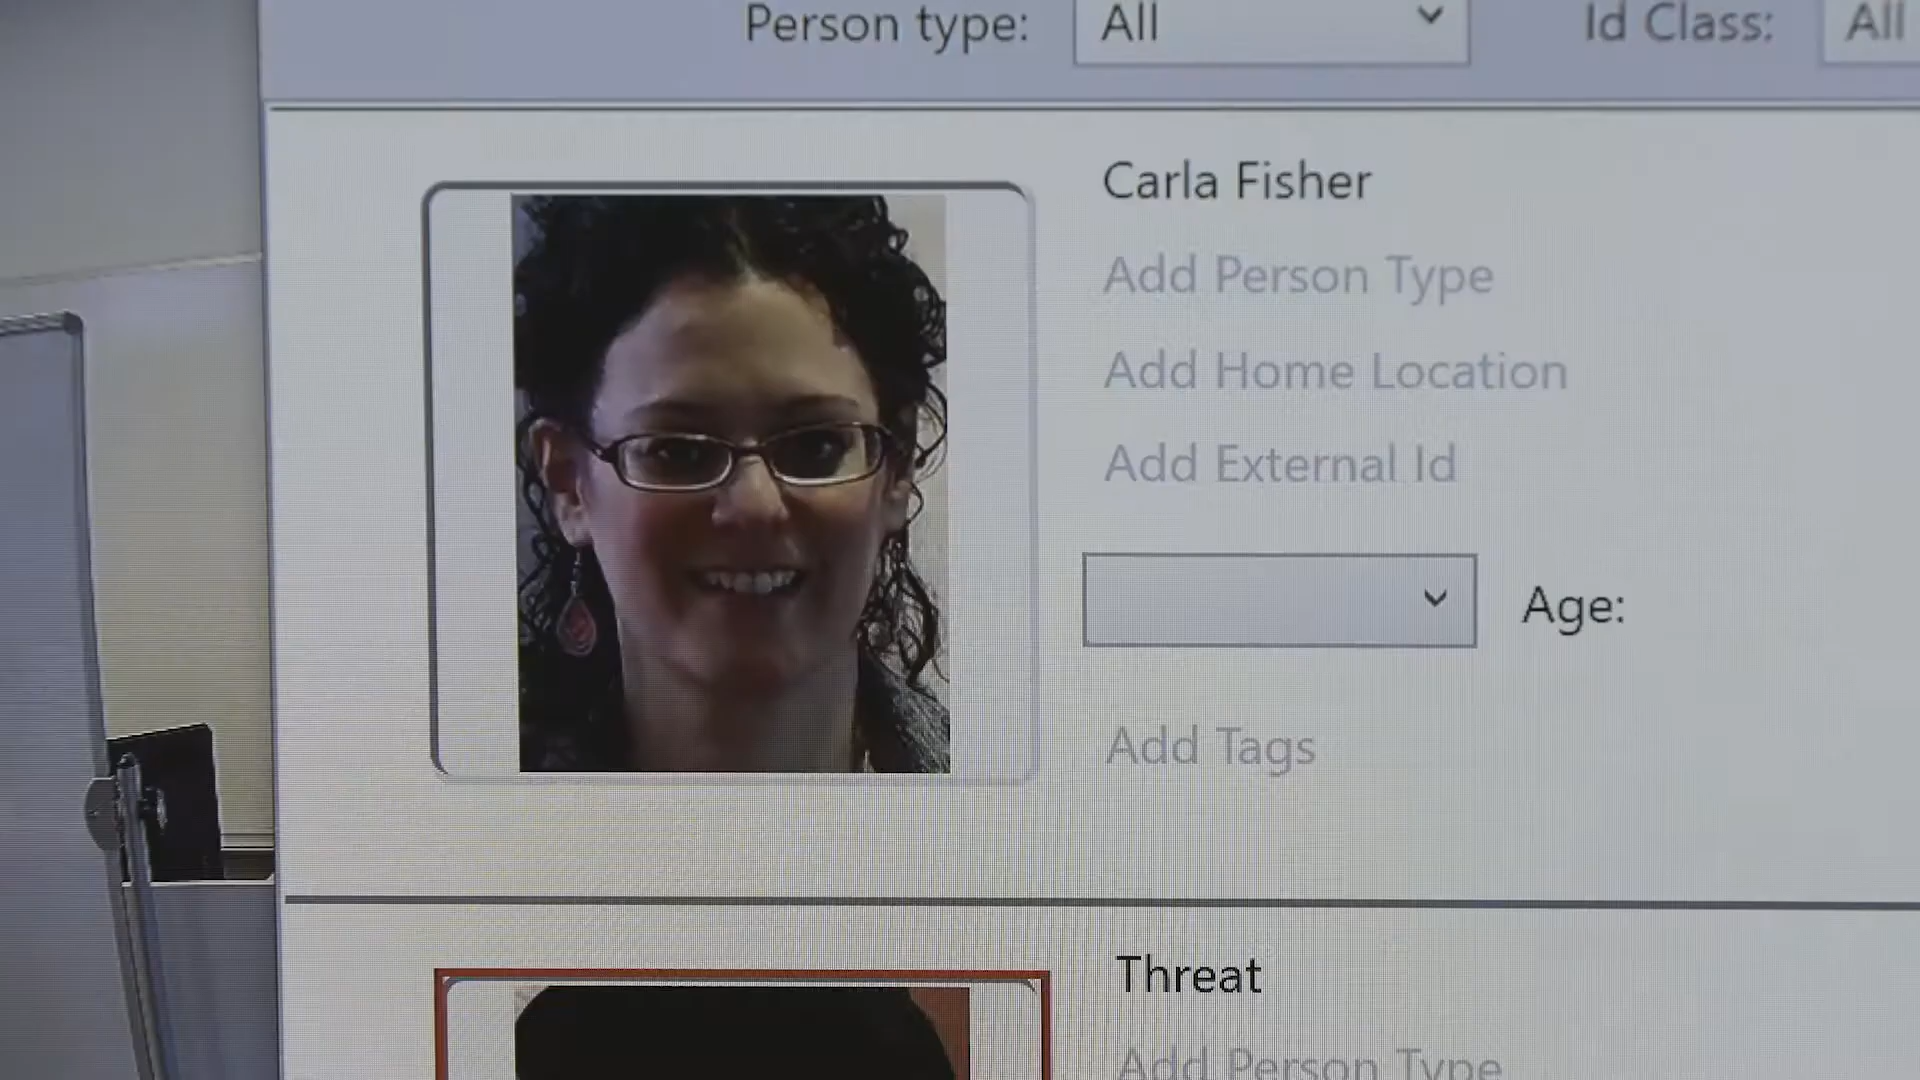 Person type: All Id Class: All
Carla Fisher
Add Person Type
Add Home Location
Add External Id
Age:
Add Tags
Threat
Add Person Type